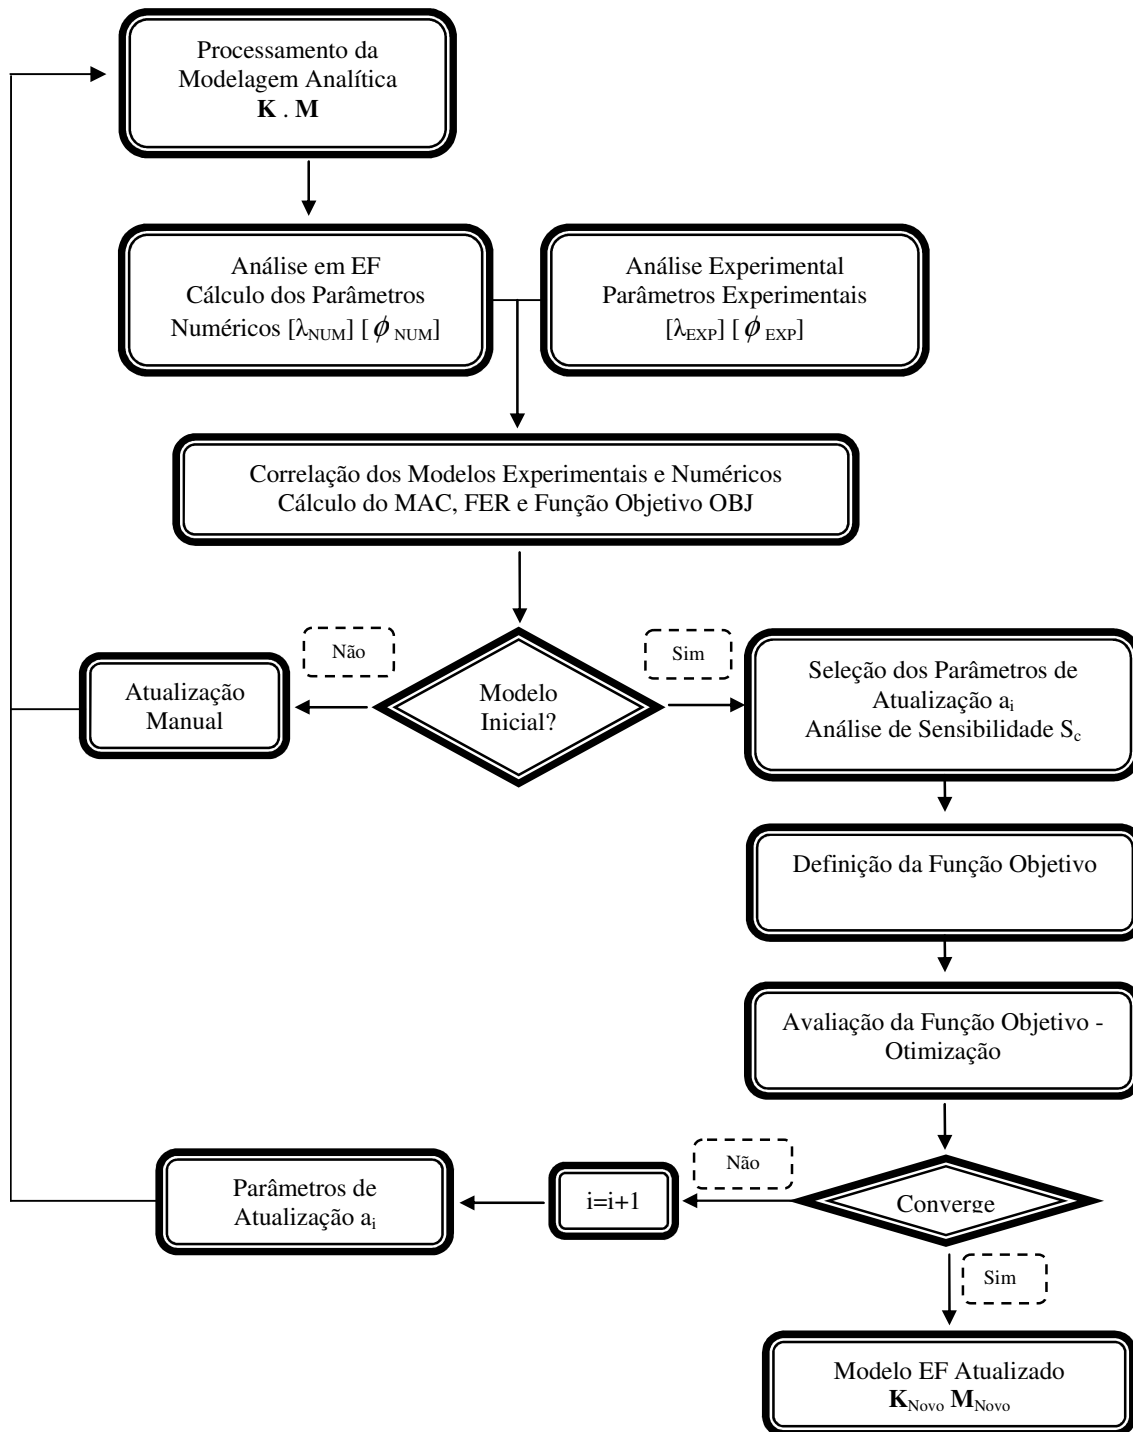 Processamento da
Modelagem Analítica
K . M
Análise em EF
Cálculo dos Parâmetros
Numéricos [λNUM] [ϕ NUM]
Análise Experimental
Parâmetros Experimentais
[λEXP] [ϕ EXP]
Correlação dos Modelos Experimentais e Numéricos
Cálculo do MAC, FER e Função Objetivo OBJ
Não
Sim
Atualização
Manual
Modelo
Inicial?
Seleção dos Parâmetros de
Atualização ai
Análise de Sensibilidade Sc
Definição da Função Objetivo
Avaliação da Função Objetivo -
Otimização
Não
Parâmetros de
Atualização ai
i=i+1
Converge
Sim
Modelo EF Atualizado
KNovo MNovo